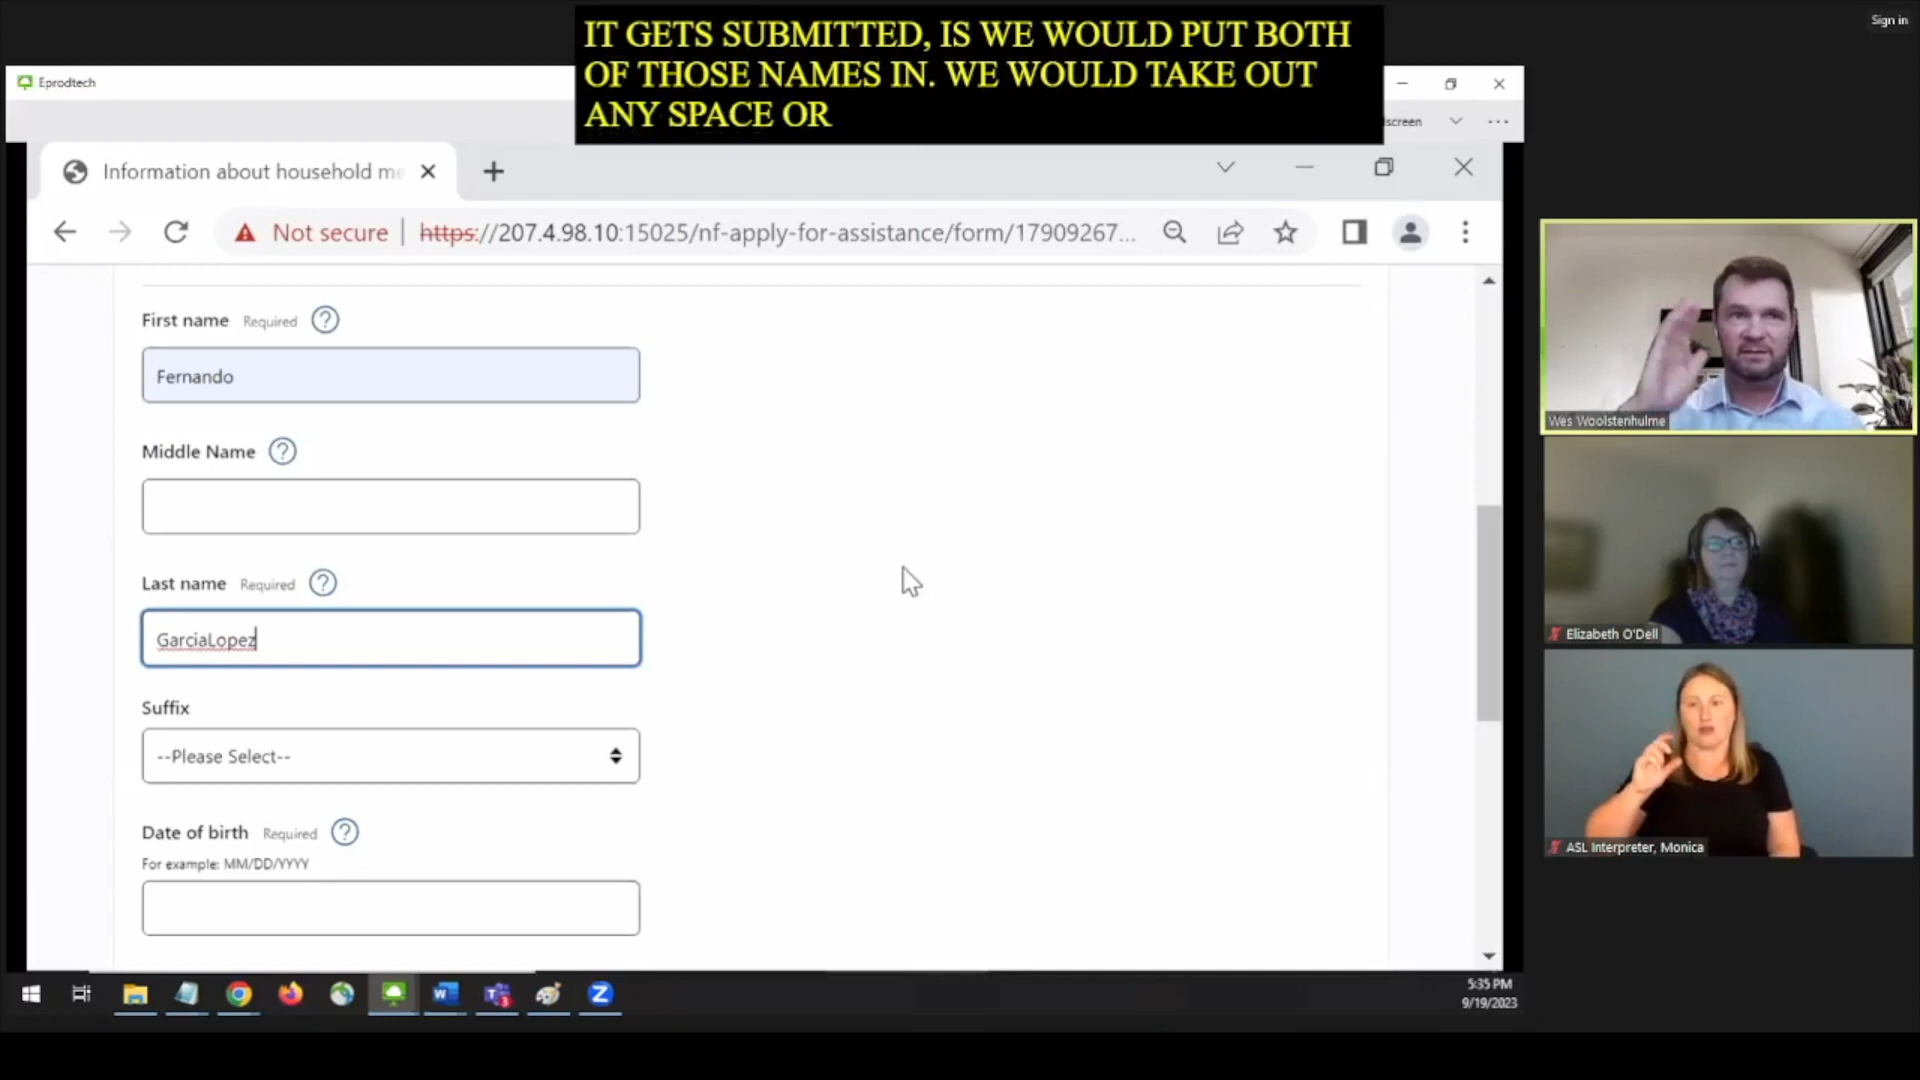 Sign in
IT GETS SUBMITTED, IS WE WOULD PUT BOTH
OF THOSE NAMES IN. WE WOULD TAKE OUT
ANY SPACE OR
Eprodtech
lscreen
Information about household me
Not secure https://207.4.98.10:15025/nf-apply-for-assistance/form/17909267...
First name Required ?
Fernando
Middle Name ?
Last name Required ?
GarciaLopez
Suffix
--Please Select--
Date of birth Required ?
For example: MM/DD/YYYY
Wes Woolstenhulme
Elizabeth O'Dell
ASL Interpreter, Monica
5:35 PM
9/19/2023